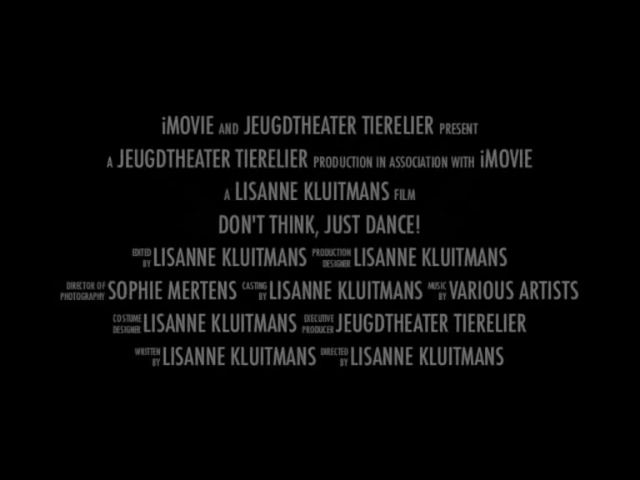 iMOVIE AND JEUGDTHEATER TIERELIER PRESENT
A JEUGDTHEATER TIERELIER PRODUCTION IN ASSOCIATION WITH iMOVIE
A LISANNE KLUITMANS FILM
DON'T THINK, JUST DANCE!
EDITED BY LISANNE KLUITMANS PRODUCTION DESIGNER LISANNE KLUITMANS
DIRECTOR OF PHOTOGRAPHY SOPHIE MERTENS CASTING BY LISANNE KLUITMANS MUSIC BY VARIOUS ARTISTS
COSTUME DESIGNER LISANNE KLUITMANS EXECUTIVE PRODUCER JEUGDTHEATER TIERELIER
WRITTEN BY LISANNE KLUITMANS DIRECTED BY LISANNE KLUITMANS